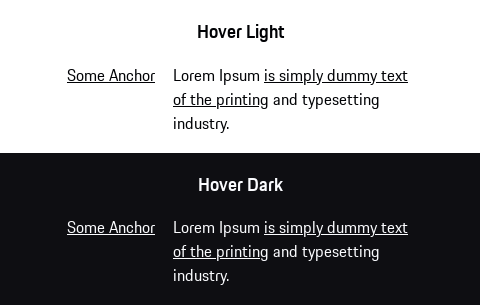 Hover Light
Some Anchor
Lorem Ipsum is simply dummy text
of the printing and typesetting
industry.
Hover Dark
Some Anchor
Lorem Ipsum is simply dummy text
of the printing and typesetting
industry.